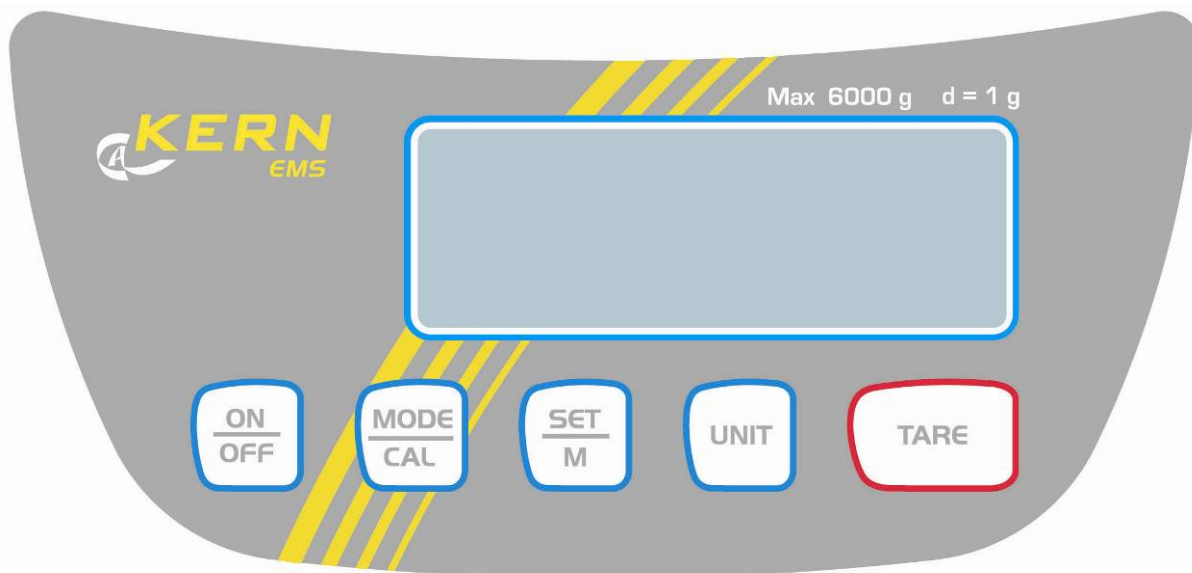 Max 6000 g d = 1 g
A KERN
EMS
ON
OFF
MODE
CAL
SET
M
UNIT
TARE